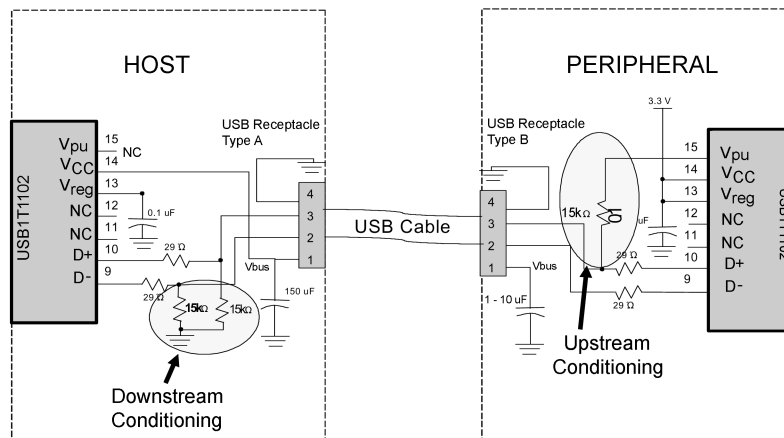 HOST
PERIPHERAL
USB1T1102
Vpu
15
NC
VCC
14
Vreg
13
NC
12
NC
11
D+
10
D-
9
0.1 uF
29 Ω
29 Ω
15kΩ
15kΩ
150 uF
Vbus
USB Receptacle
Type A
4
3
2
1
Downstream
Conditioning
USB Cable
USB Receptacle
Type B
4
3
2
1
Vbus
1 - 10 uF
3.3 V
15kΩ
uF
29 Ω
29 Ω
15
Vpu
14
VCC
13
Vreg
12
NC
11
NC
10
D+
9
D-
Upstream
Conditioning